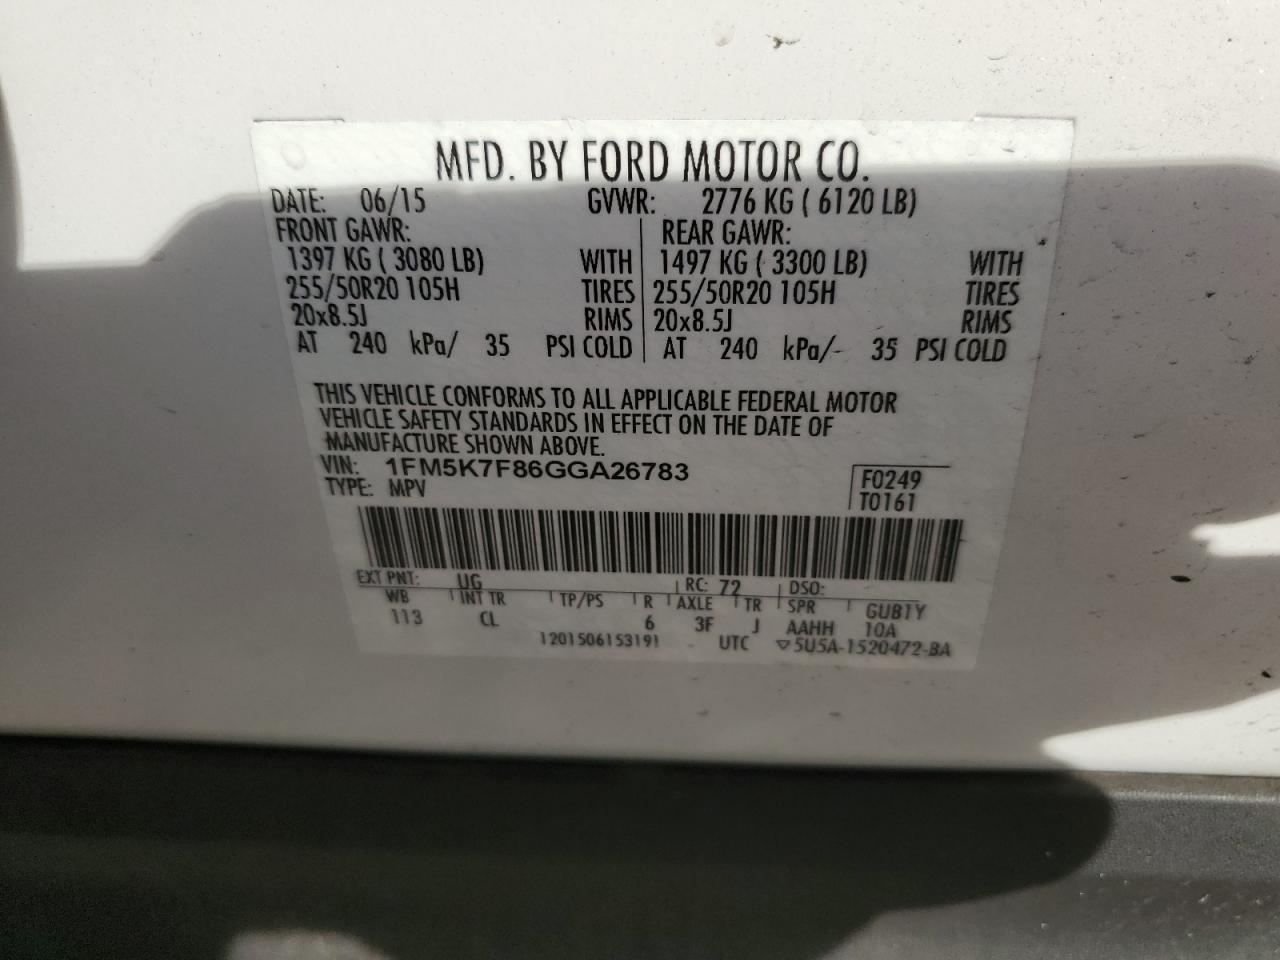 MFD. BY FORD MOTOR CO.
DATE: 06/15 GVWR: 2776 KG ( 6120 LB)
FRONT GAWR: REAR GAWR:
1397 KG ( 3080 LB) WITH 1497 KG ( 3300 LB) WITH
255/50R20 105H TIRES 255/50R20 105H TIRES
20x8.5J RIMS 20x8.5J RIMS
AT 240 kPa/ 35 PSI COLD AT 240 kPa/ 35 PSI COLD
THIS VEHICLE CONFORMS TO ALL APPLICABLE FEDERAL MOTOR
VEHICLE SAFETY STANDARDS IN EFFECT ON THE DATE OF
MANUFACTURE SHOWN ABOVE.
VIN: 1FM5K7F86GGA26783
TYPE: MPV
F0249
T0161
EXT PNT: UG RC: 72 DSO:
WB INT TR TP/PS R AXLE TR SPR GUB1Y
113 CL 6 3F J AAHH 10A
1201506153191 UTC ▽5U5A-1520472-BA